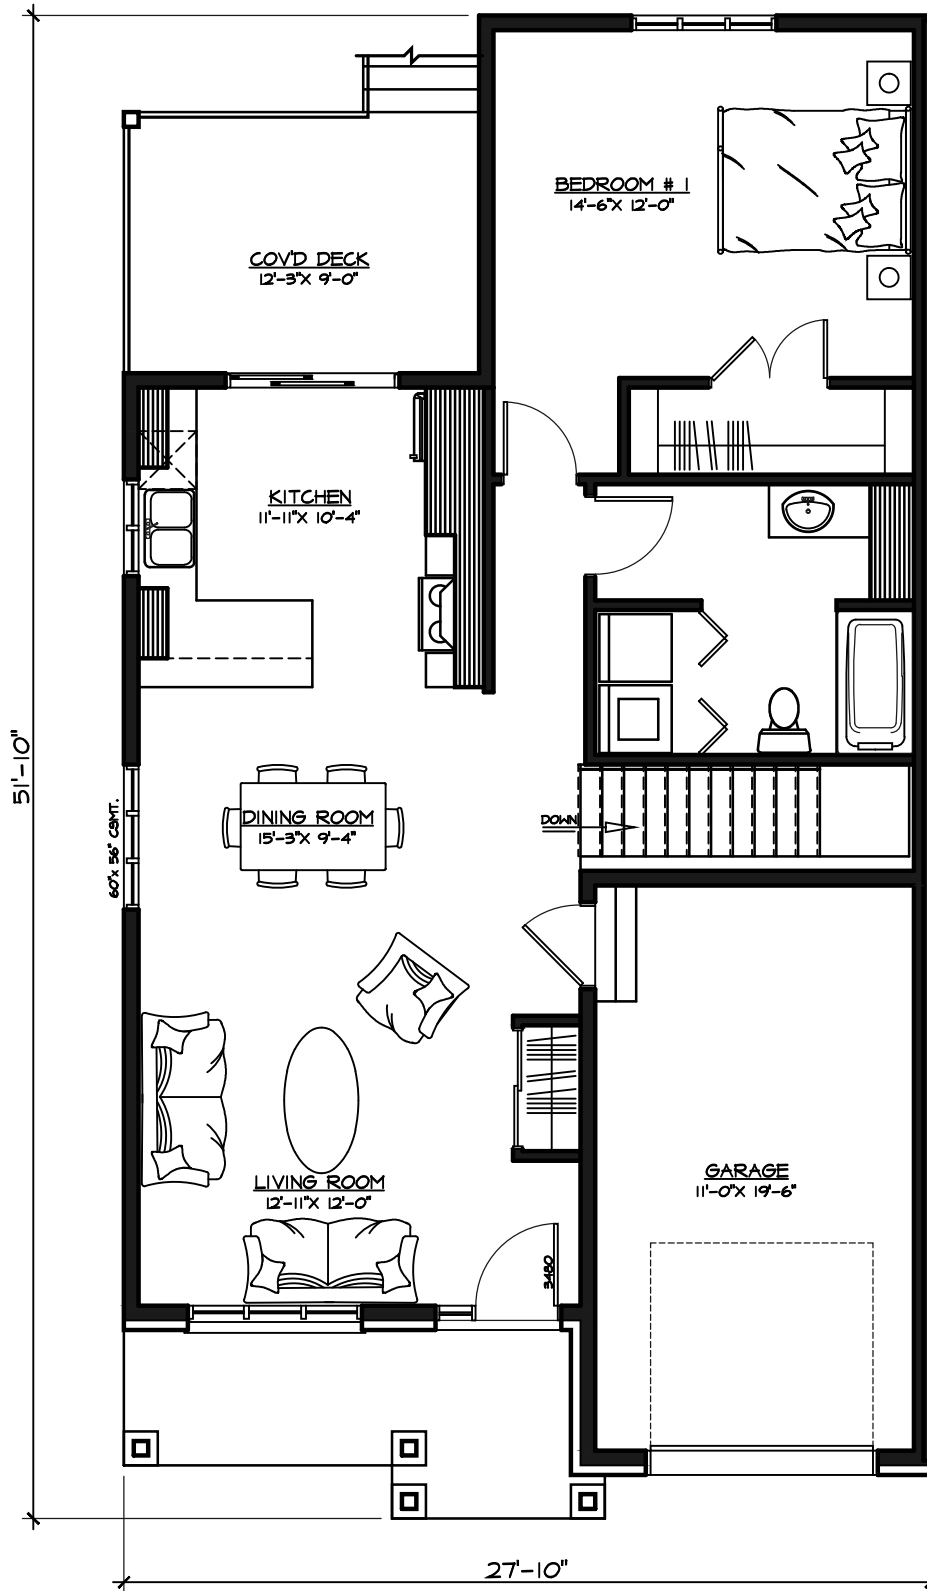 BEDROOM # 1
14'-6"X 12'-0"
COV'D DECK
12'-3"X 9'-0"
KITCHEN
11'-11"X 10'-4"
51'-10"
60"x 56" CSMT.
DINING ROOM
15'-3"X 9'-4"
DOWN
LIVING ROOM
12'-11"X 12'-0"
GARAGE
11'-0"X 19'-6"
3480
27'-10"